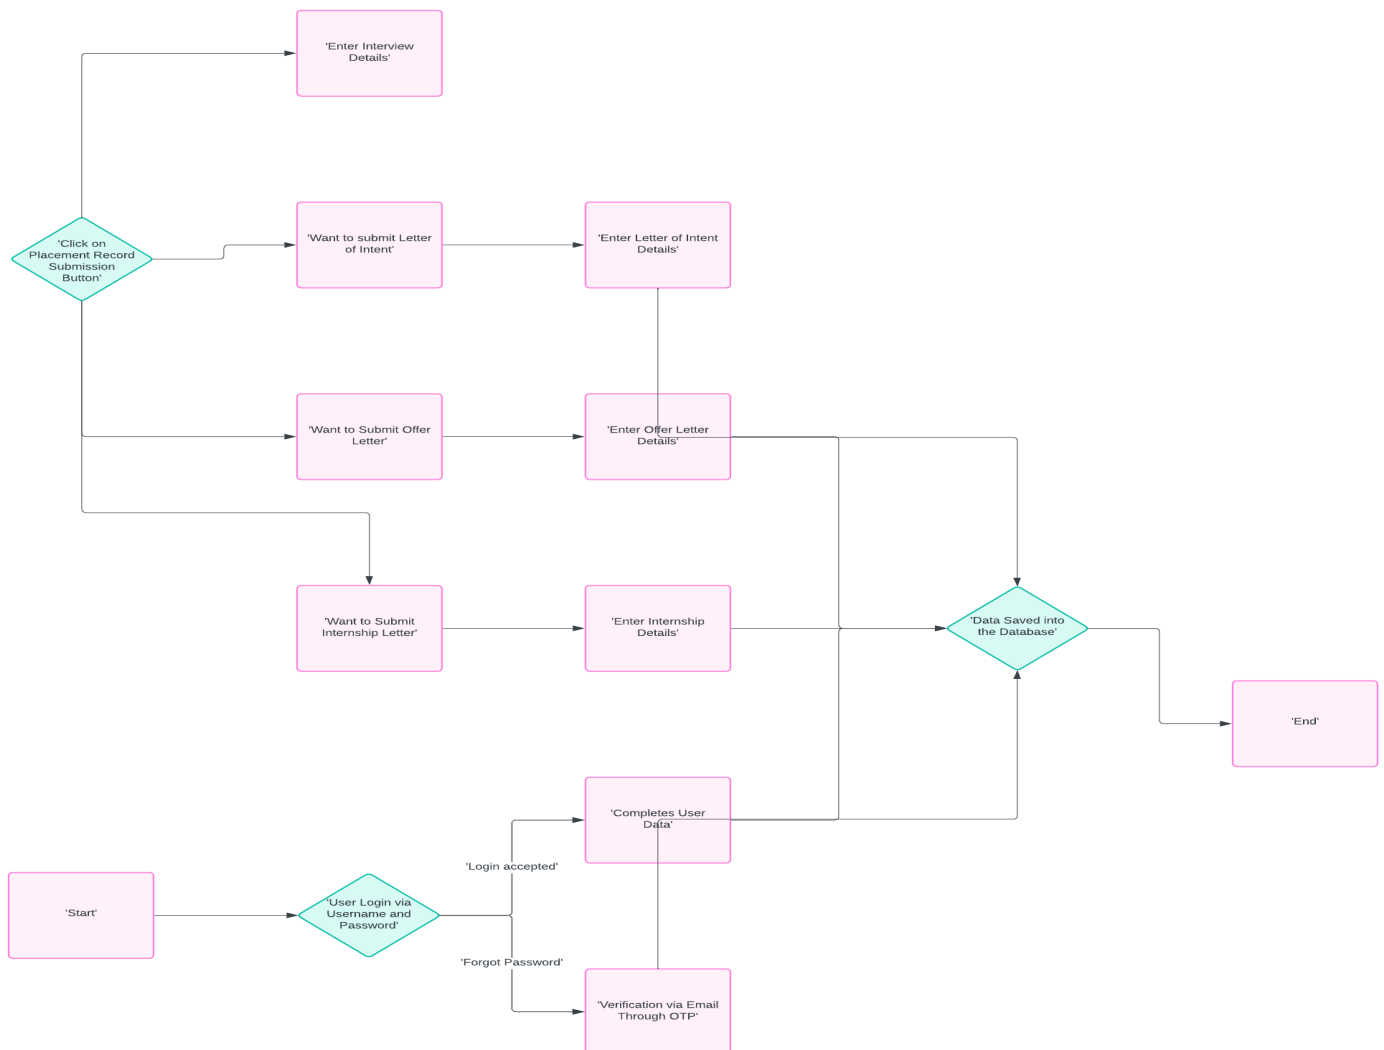 'Enter Interview
Details'
'Click on
Placement Record
Submission
Button'
'Want to submit Letter
of Intent'
'Enter Letter of Intent
Details'
'Want to Submit Offer
Letter'
'Enter Offer Letter
Details'
'Want to Submit
Internship Letter'
'Enter Internship
Details'
'Data Saved into
the Database'
'End'
'Completes User
Data'
'Login accepted'
'Start'
'User Login via
Username and
Password'
'Forgot Password'
'Verification via Email
Through OTP'